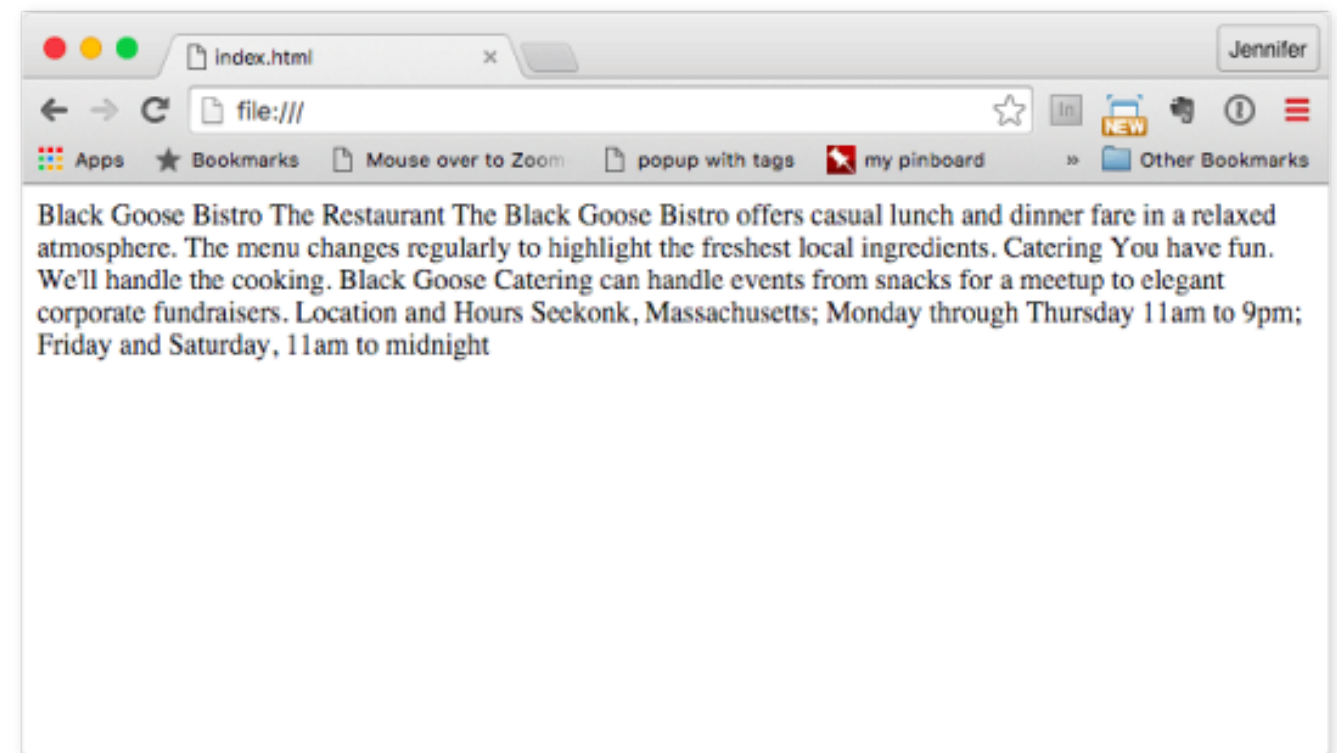 index.html
Jennifer
file:///
In
NEW
Apps
Bookmarks
Mouse over to Zoom
popup with tags
my pinboard
»
Other Bookmarks
Black Goose Bistro The Restaurant The Black Goose Bistro offers casual lunch and dinner fare in a relaxed
atmosphere. The menu changes regularly to highlight the freshest local ingredients. Catering You have fun.
We'll handle the cooking. Black Goose Catering can handle events from snacks for a meetup to elegant
corporate fundraisers. Location and Hours Seekonk, Massachusetts; Monday through Thursday 11am to 9pm;
Friday and Saturday, 11am to midnight